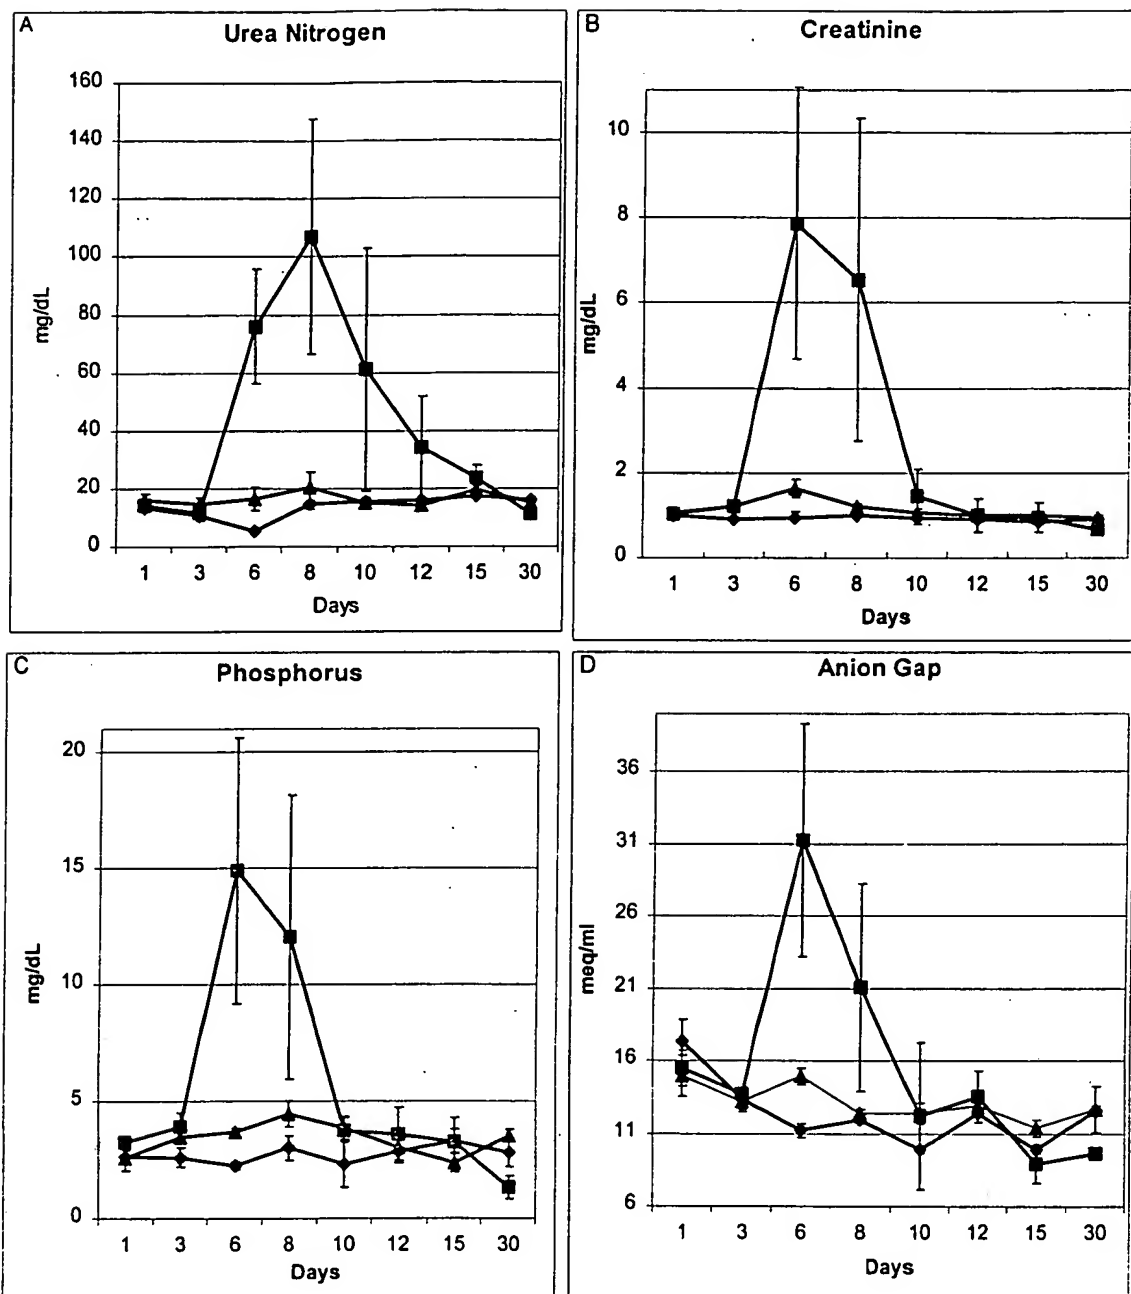 A
Urea Nitrogen
160
140
120
100
80
60
40
20
0
mg/dL
1 3 6 8 10 12 15 30
Days
B
Creatinine
10
8
6
4
2
0
mg/dL
1 3 6 8 10 12 15 30
Days
C
Phosphorus
20
15
10
5
0
mg/dL
1 3 6 8 10 12 15 30
Days
D
Anion Gap
36
31
26
21
16
11
6
meq/ml
1 3 6 8 10 12 15 30
Days